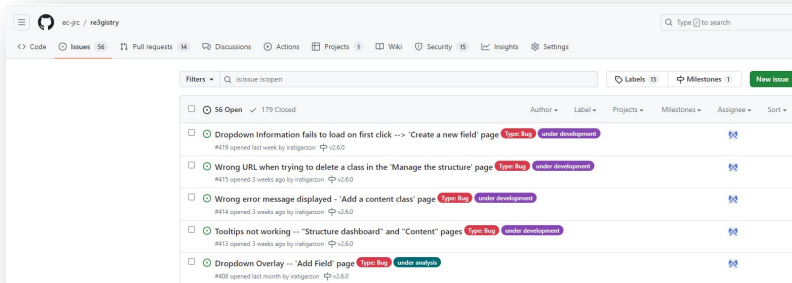 ec-jrc / re3gistry
Type / to search
Code Issues 56 Pull requests 14 Discussions Actions Projects 1 Wiki Security 15 Insights Settings
Filters is:issue is:open Labels 15 Milestones 1 New issue
56 Open 179 Closed Author Label Projects Milestones Assignee Sort
Dropdown Information fails to load on first click --> 'Create a new field' page Type: Bug under development
#419 opened last week by iratigarzon v2.6.0
Wrong URL when trying to delete a class in the 'Manage the structure' page Type: Bug under development
#415 opened 3 weeks ago by iratigarzon v2.6.0
Wrong error message displayed - 'Add a content class' page Type: Bug under development
#414 opened 3 weeks ago by iratigarzon v2.6.0
Tooltips not working -- "Structure dashboard" and "Content" pages Type: Bug under development
#413 opened 3 weeks ago by iratigarzon v2.6.0
Dropdown Overlay -- 'Add Field' page Type: Bug under analysis
#408 opened last month by iratigarzon v2.6.0